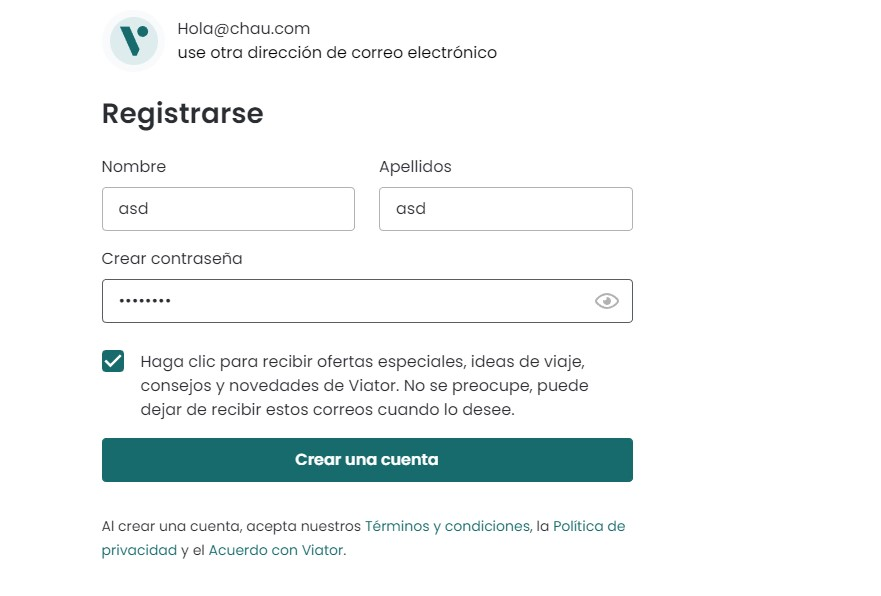 Hola@chau.com
use otra dirección de correo electrónico
Registrarse
Nombre
Apellidos
asd
asd
Crear contraseña
••••••••
Haga clic para recibir ofertas especiales, ideas de viaje,
consejos y novedades de Viator. No se preocupe, puede
dejar de recibir estos correos cuando lo desee.
Crear una cuenta
Al crear una cuenta, acepta nuestros Términos y condiciones, la Política de
privacidad y el Acuerdo con Viator.